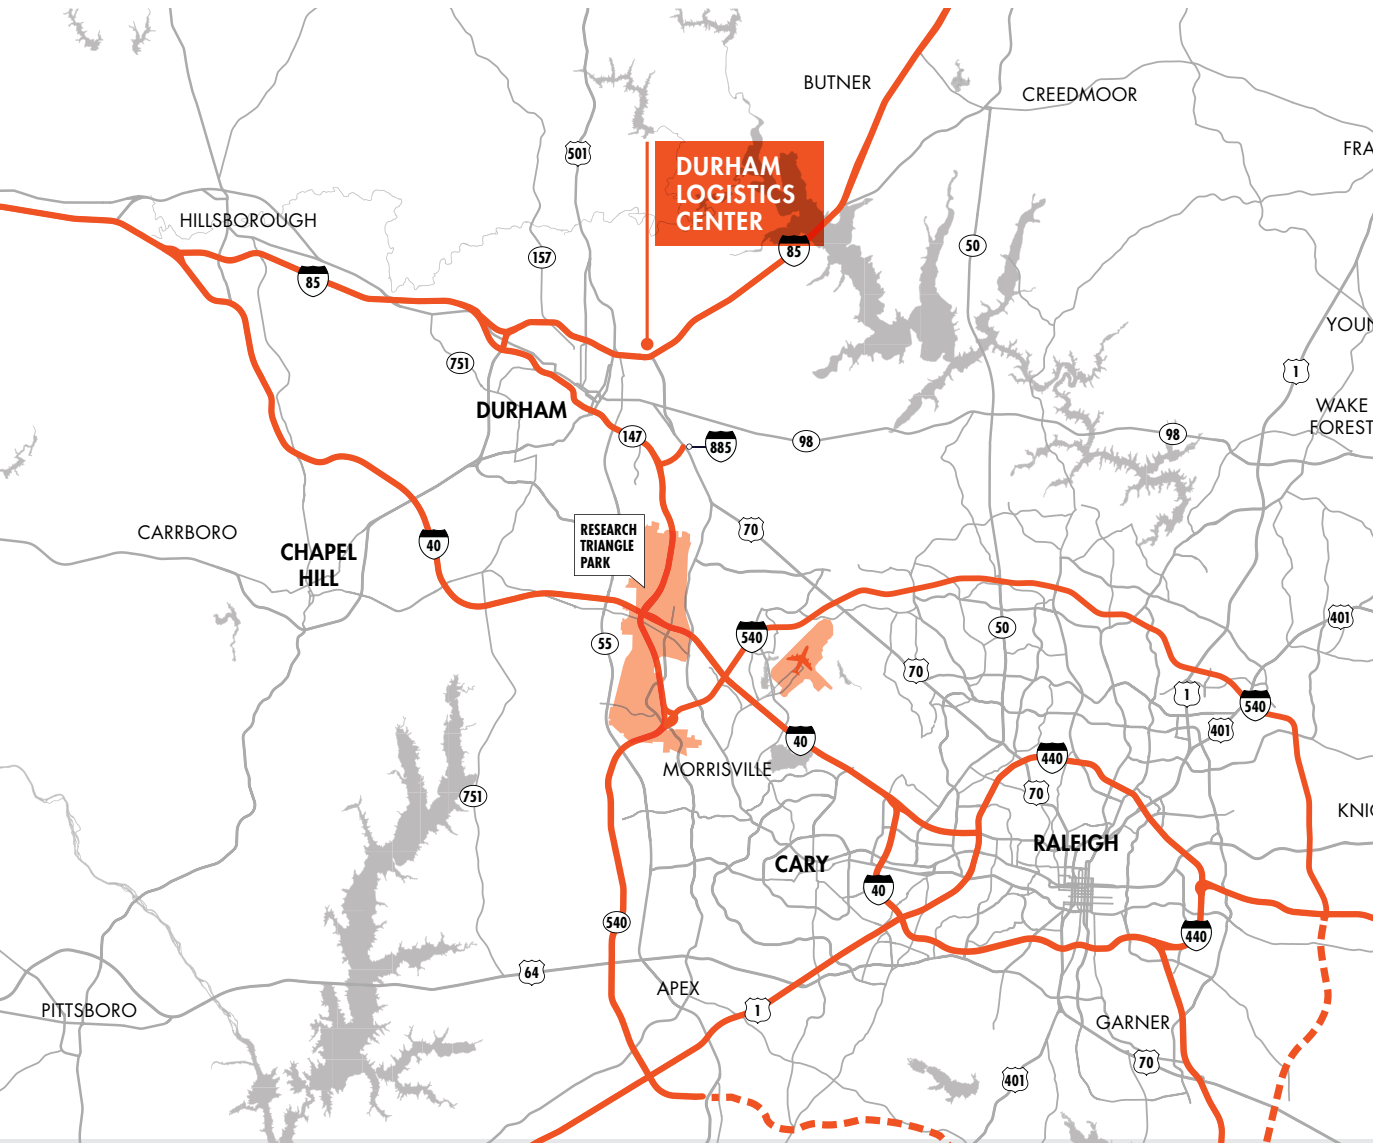 BUTNER
CREEDMOOR
501
FRA
DURHAM
LOGISTICS
CENTER
HILLSBOROUGH
85
157
50
85
YOUN
751
1
DURHAM
WAKE
FOREST
147
885
98
98
CARRBORO
CHAPEL
HILL
40
RESEARCH
TRIANGLE
PARK
70
401
55
540
50
70
1
540
401
40
440
MORRISVILLE
751
70
KNIG
RALEIGH
CARY
40
540
440
64
APEX
PITTSBORO
1
GARNER
70
401